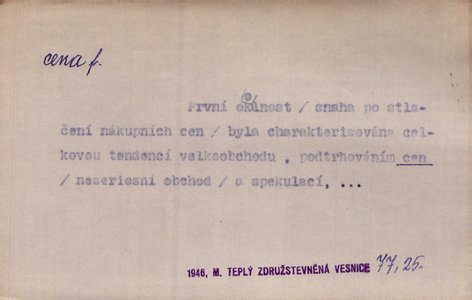 cena f.
První okolnost / snaha po stla-
čení nákupních cen / byla charakterisována cel-
kovou tendencí velkoobchodu , podtrhováním cen
/ neseriosní obchod / a spekulací, ...
1946, M. TEPLÝ ZDRUŽSTEVNĚNÁ VESNICE 77,25.